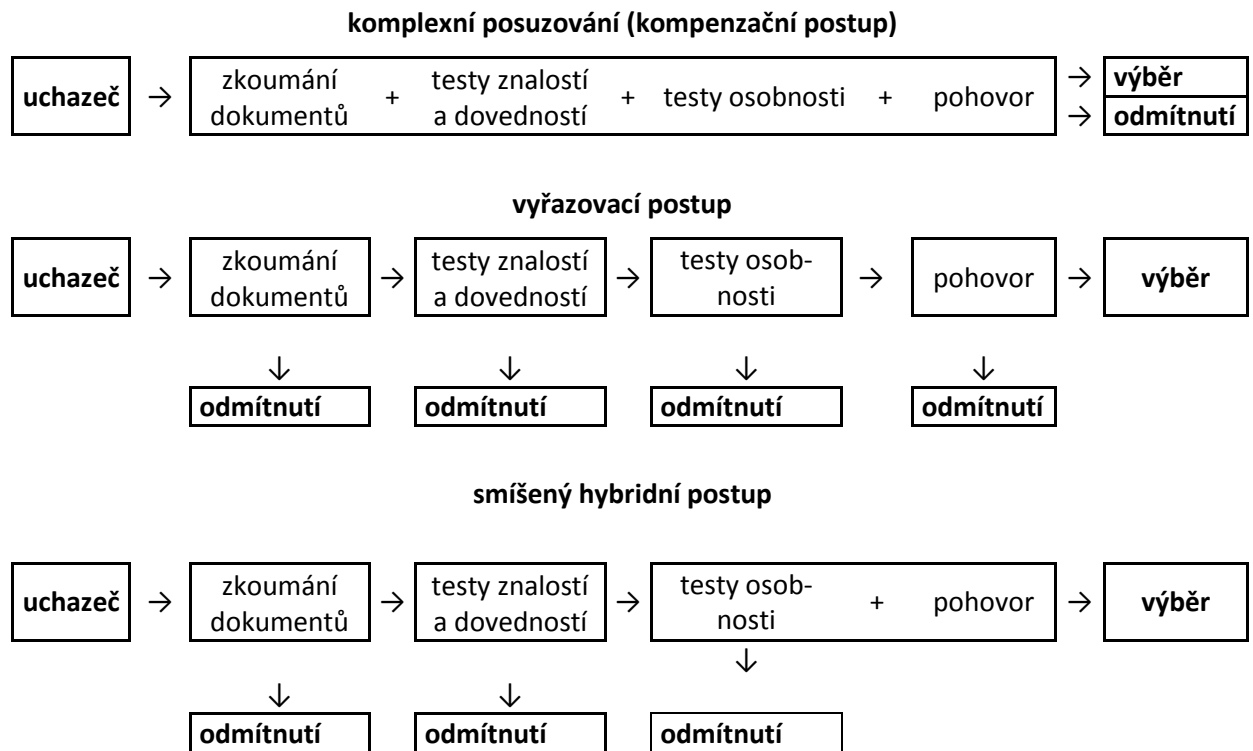 komplexní posuzování (kompenzační postup)
uchazeč → zkoumání dokumentů + testy znalostí a dovedností + testy osobnosti + pohovor → výběr
→ odmítnutí
vyřazovací postup
uchazeč → zkoumání dokumentů → testy znalostí a dovedností → testy osob-nosti → pohovor → výběr
↓ ↓ ↓ ↓
odmítnutí odmítnutí odmítnutí odmítnutí
smíšený hybridní postup
uchazeč → zkoumání dokumentů → testy znalostí a dovedností → testy osob-nosti + pohovor → výběr
↓
↓ ↓
odmítnutí odmítnutí odmítnutí